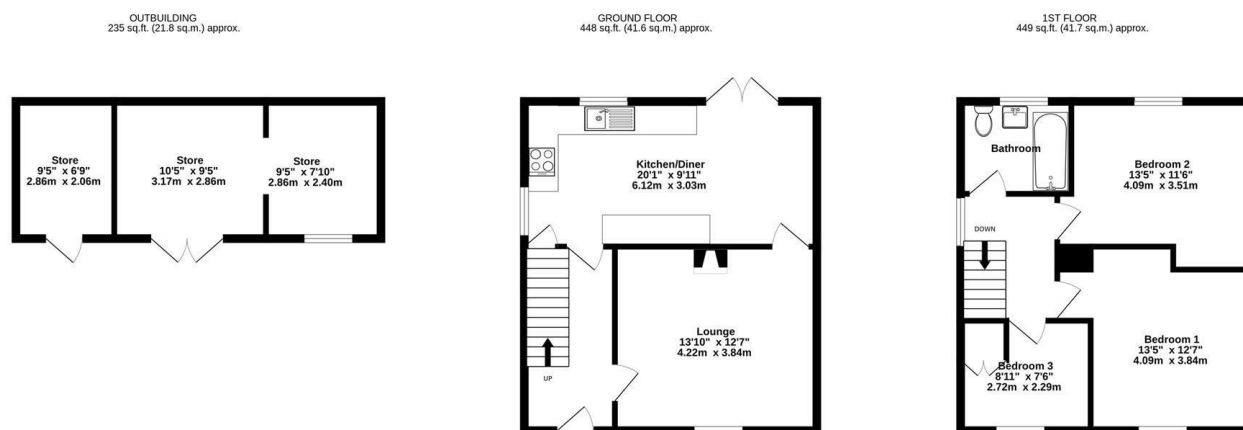 OUTBUILDING
235 sq.ft. (21.8 sq.m.) approx.
Store
9'5" x 6'9"
2.86m x 2.06m
Store
10'5" x 9'5"
3.17m x 2.86m
Store
9'5" x 7'10"
2.86m x 2.40m
GROUND FLOOR
448 sq.ft. (41.6 sq.m.) approx.
Kitchen/Diner
20'1" x 9'11"
6.12m x 3.03m
Lounge
13'10" x 12'7"
4.22m x 3.84m
UP
1ST FLOOR
449 sq.ft. (41.7 sq.m.) approx.
Bathroom
Bedroom 2
13'5" x 11'6"
4.09m x 3.51m
DOWN
Bedroom 1
13'5" x 12'7"
4.09m x 3.84m
Bedroom 3
8'11" x 7'6"
2.72m x 2.29m